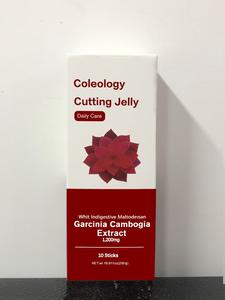 Coleology
Cutting Jelly
Daily Care
Whit Indigestive Maltodexsan
Garcinia Cambogia
Extract
1,200mg
10 Sticks